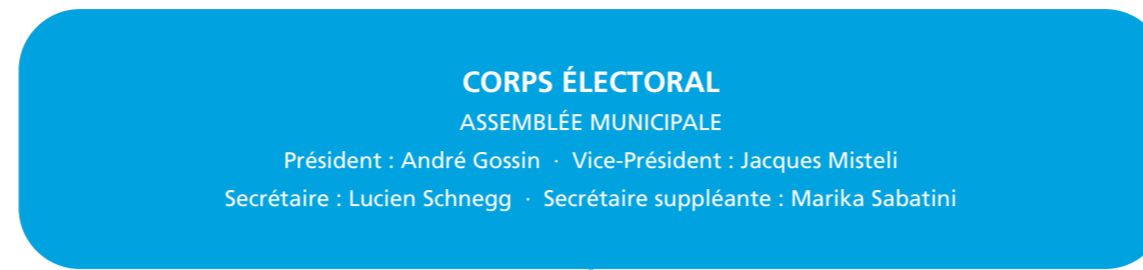 CORPS ÉLECTORAL
ASSEMBLÉE MUNICIPALE
Président : André Gossin · Vice-Président : Jacques Misteli
Secrétaire : Lucien Schnegg · Secrétaire suppléante : Marika Sabatini